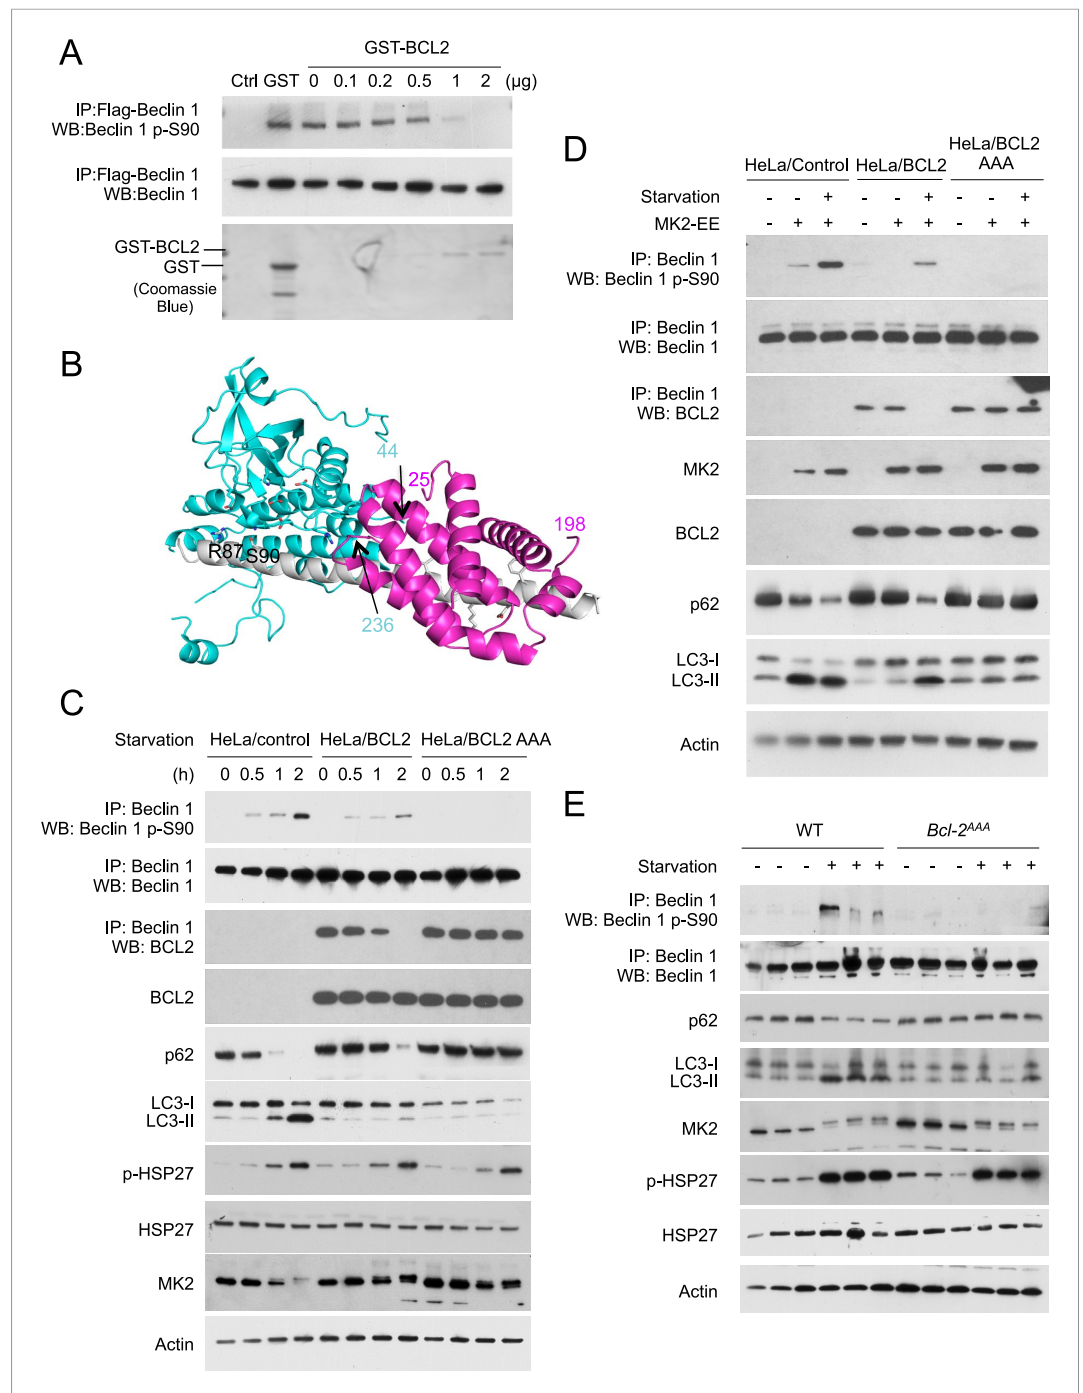 A
GST-BCL2
Ctrl GST 0 0.1 0.2 0.5 1 2 (μg)
IP:Flag-Beclin 1
WB:Beclin 1 p-S90
IP:Flag-Beclin 1
WB:Beclin 1
GST-BCL2
GST
(Coomassie
Blue)
B
44
25
198
R87
S90
236
C
Starvation
HeLa/control HeLa/BCL2 HeLa/BCL2 AAA
(h) 0 0.5 1 2 0 0.5 1 2 0 0.5 1 2
IP: Beclin 1
WB: Beclin 1 p-S90
IP: Beclin 1
WB: Beclin 1
IP: Beclin 1
WB: BCL2
BCL2
p62
LC3-I
LC3-II
p-HSP27
HSP27
MK2
Actin
D
HeLa/Control HeLa/BCL2 HeLa/BCL2
AAA
Starvation - - + - - + - - +
MK2-EE - + + - + + - + +
IP: Beclin 1
WB: Beclin 1 p-S90
IP: Beclin 1
WB: Beclin 1
IP: Beclin 1
WB: BCL2
MK2
BCL2
p62
LC3-I
LC3-II
Actin
E
WT Bcl-2AAA
Starvation - - - + + + - - - + + +
IP: Beclin 1
WB: Beclin 1 p-S90
IP: Beclin 1
WB: Beclin 1
p62
LC3-I
LC3-II
MK2
p-HSP27
HSP27
Actin